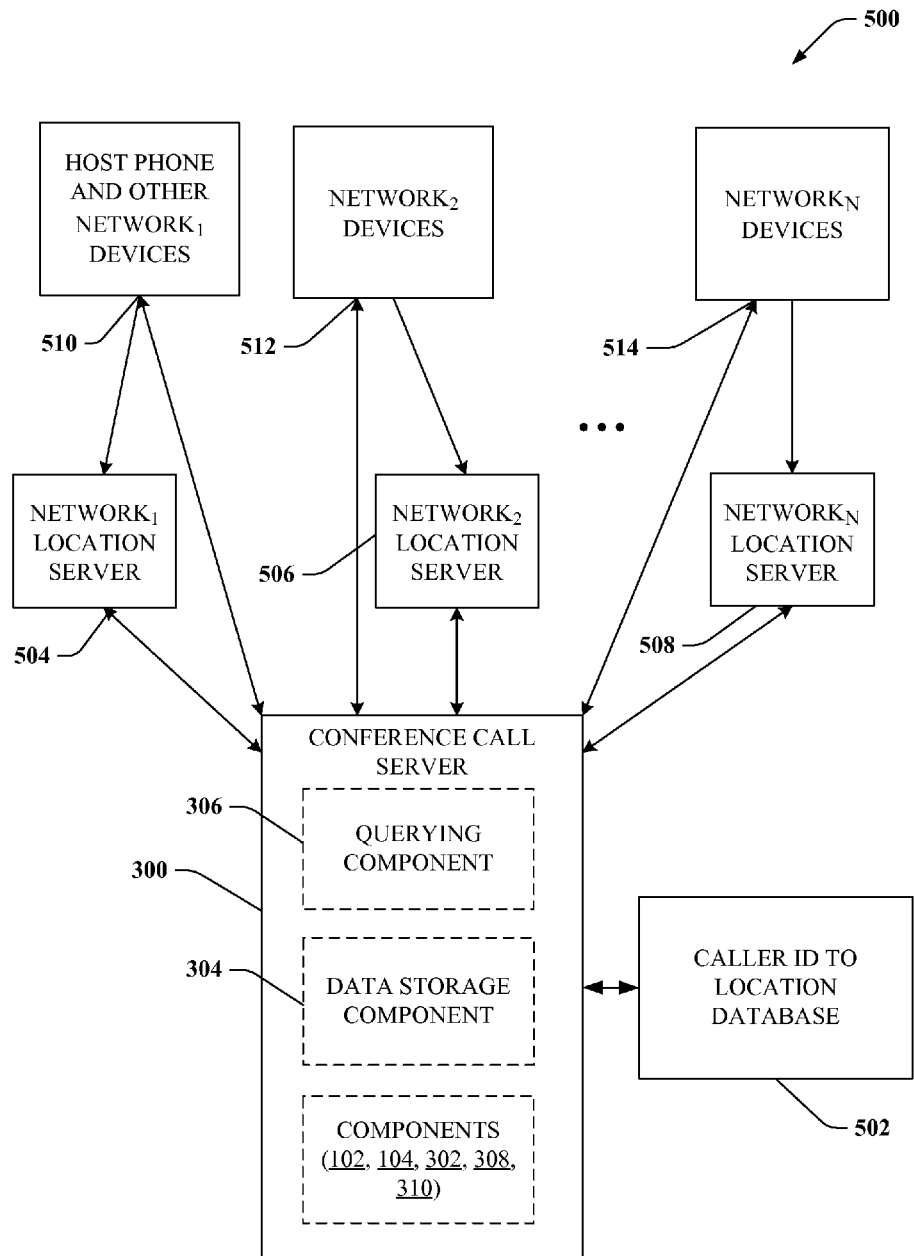 500
HOST PHONE
AND OTHER
NETWORK₁
DEVICES
NETWORK₂
DEVICES
NETWORK_N
DEVICES
510
512
514
• • •
NETWORK₁
LOCATION
SERVER
NETWORK₂
LOCATION
SERVER
NETWORK_N
LOCATION
SERVER
506
504
508
CONFERENCE CALL
SERVER
306
QUERYING
COMPONENT
300
304
DATA STORAGE
COMPONENT
CALLER ID TO
LOCATION
DATABASE
502
COMPONENTS
(102, 104, 302, 308,
310)